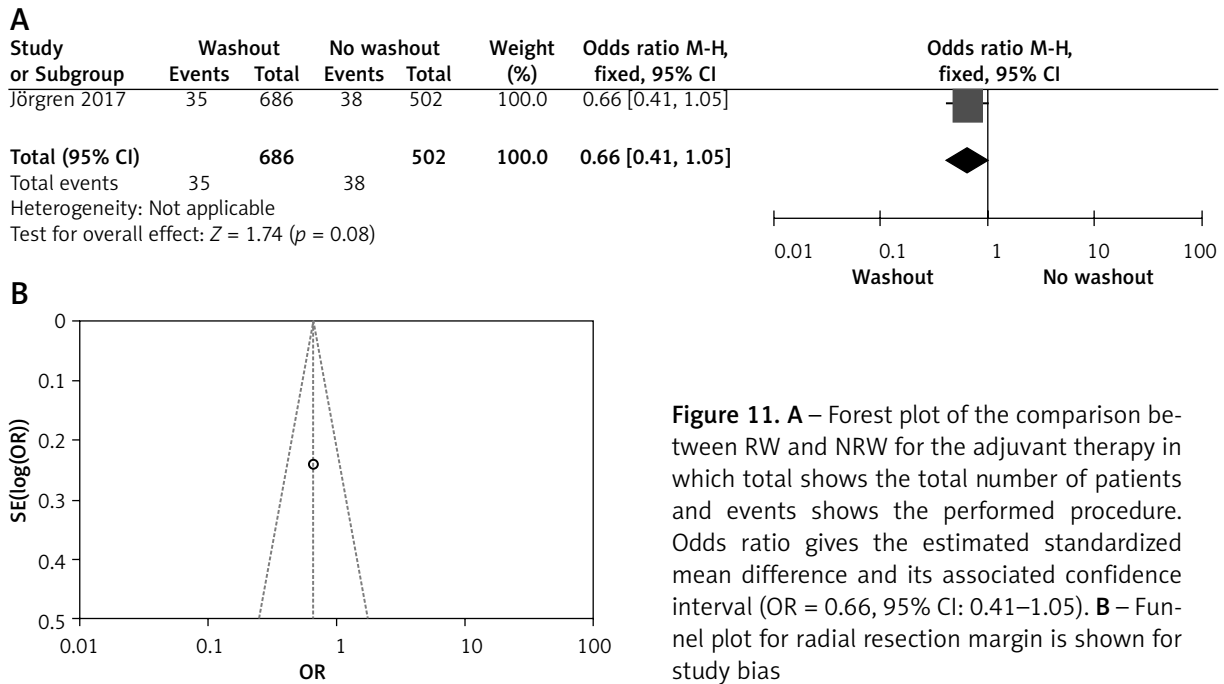 A
Study Washout No washout Weight Odds ratio M-H, Odds ratio M-H,
or Subgroup Events Total Events Total (%) fixed, 95% CI fixed, 95% CI
Jörgren 2017 35 686 38 502 100.0 0.66 [0.41, 1.05]
Total (95% CI) 686 502 100.0 0.66 [0.41, 1.05]
Total events 35 38
Heterogeneity: Not applicable
Test for overall effect: Z = 1.74 (p = 0.08)
0.01 0.1 1 10 100
Washout No washout
B
0
0.1
0.2
0.3
0.4
0.5
SE(log(OR))
0.01 0.1 1 10 100
OR
Figure 11. A – Forest plot of the comparison be-
tween RW and NRW for the adjuvant therapy in
which total shows the total number of patients
and events shows the performed procedure.
Odds ratio gives the estimated standardized
mean difference and its associated confidence
interval (OR = 0.66, 95% CI: 0.41–1.05). B – Fun-
nel plot for radial resection margin is shown for
study bias